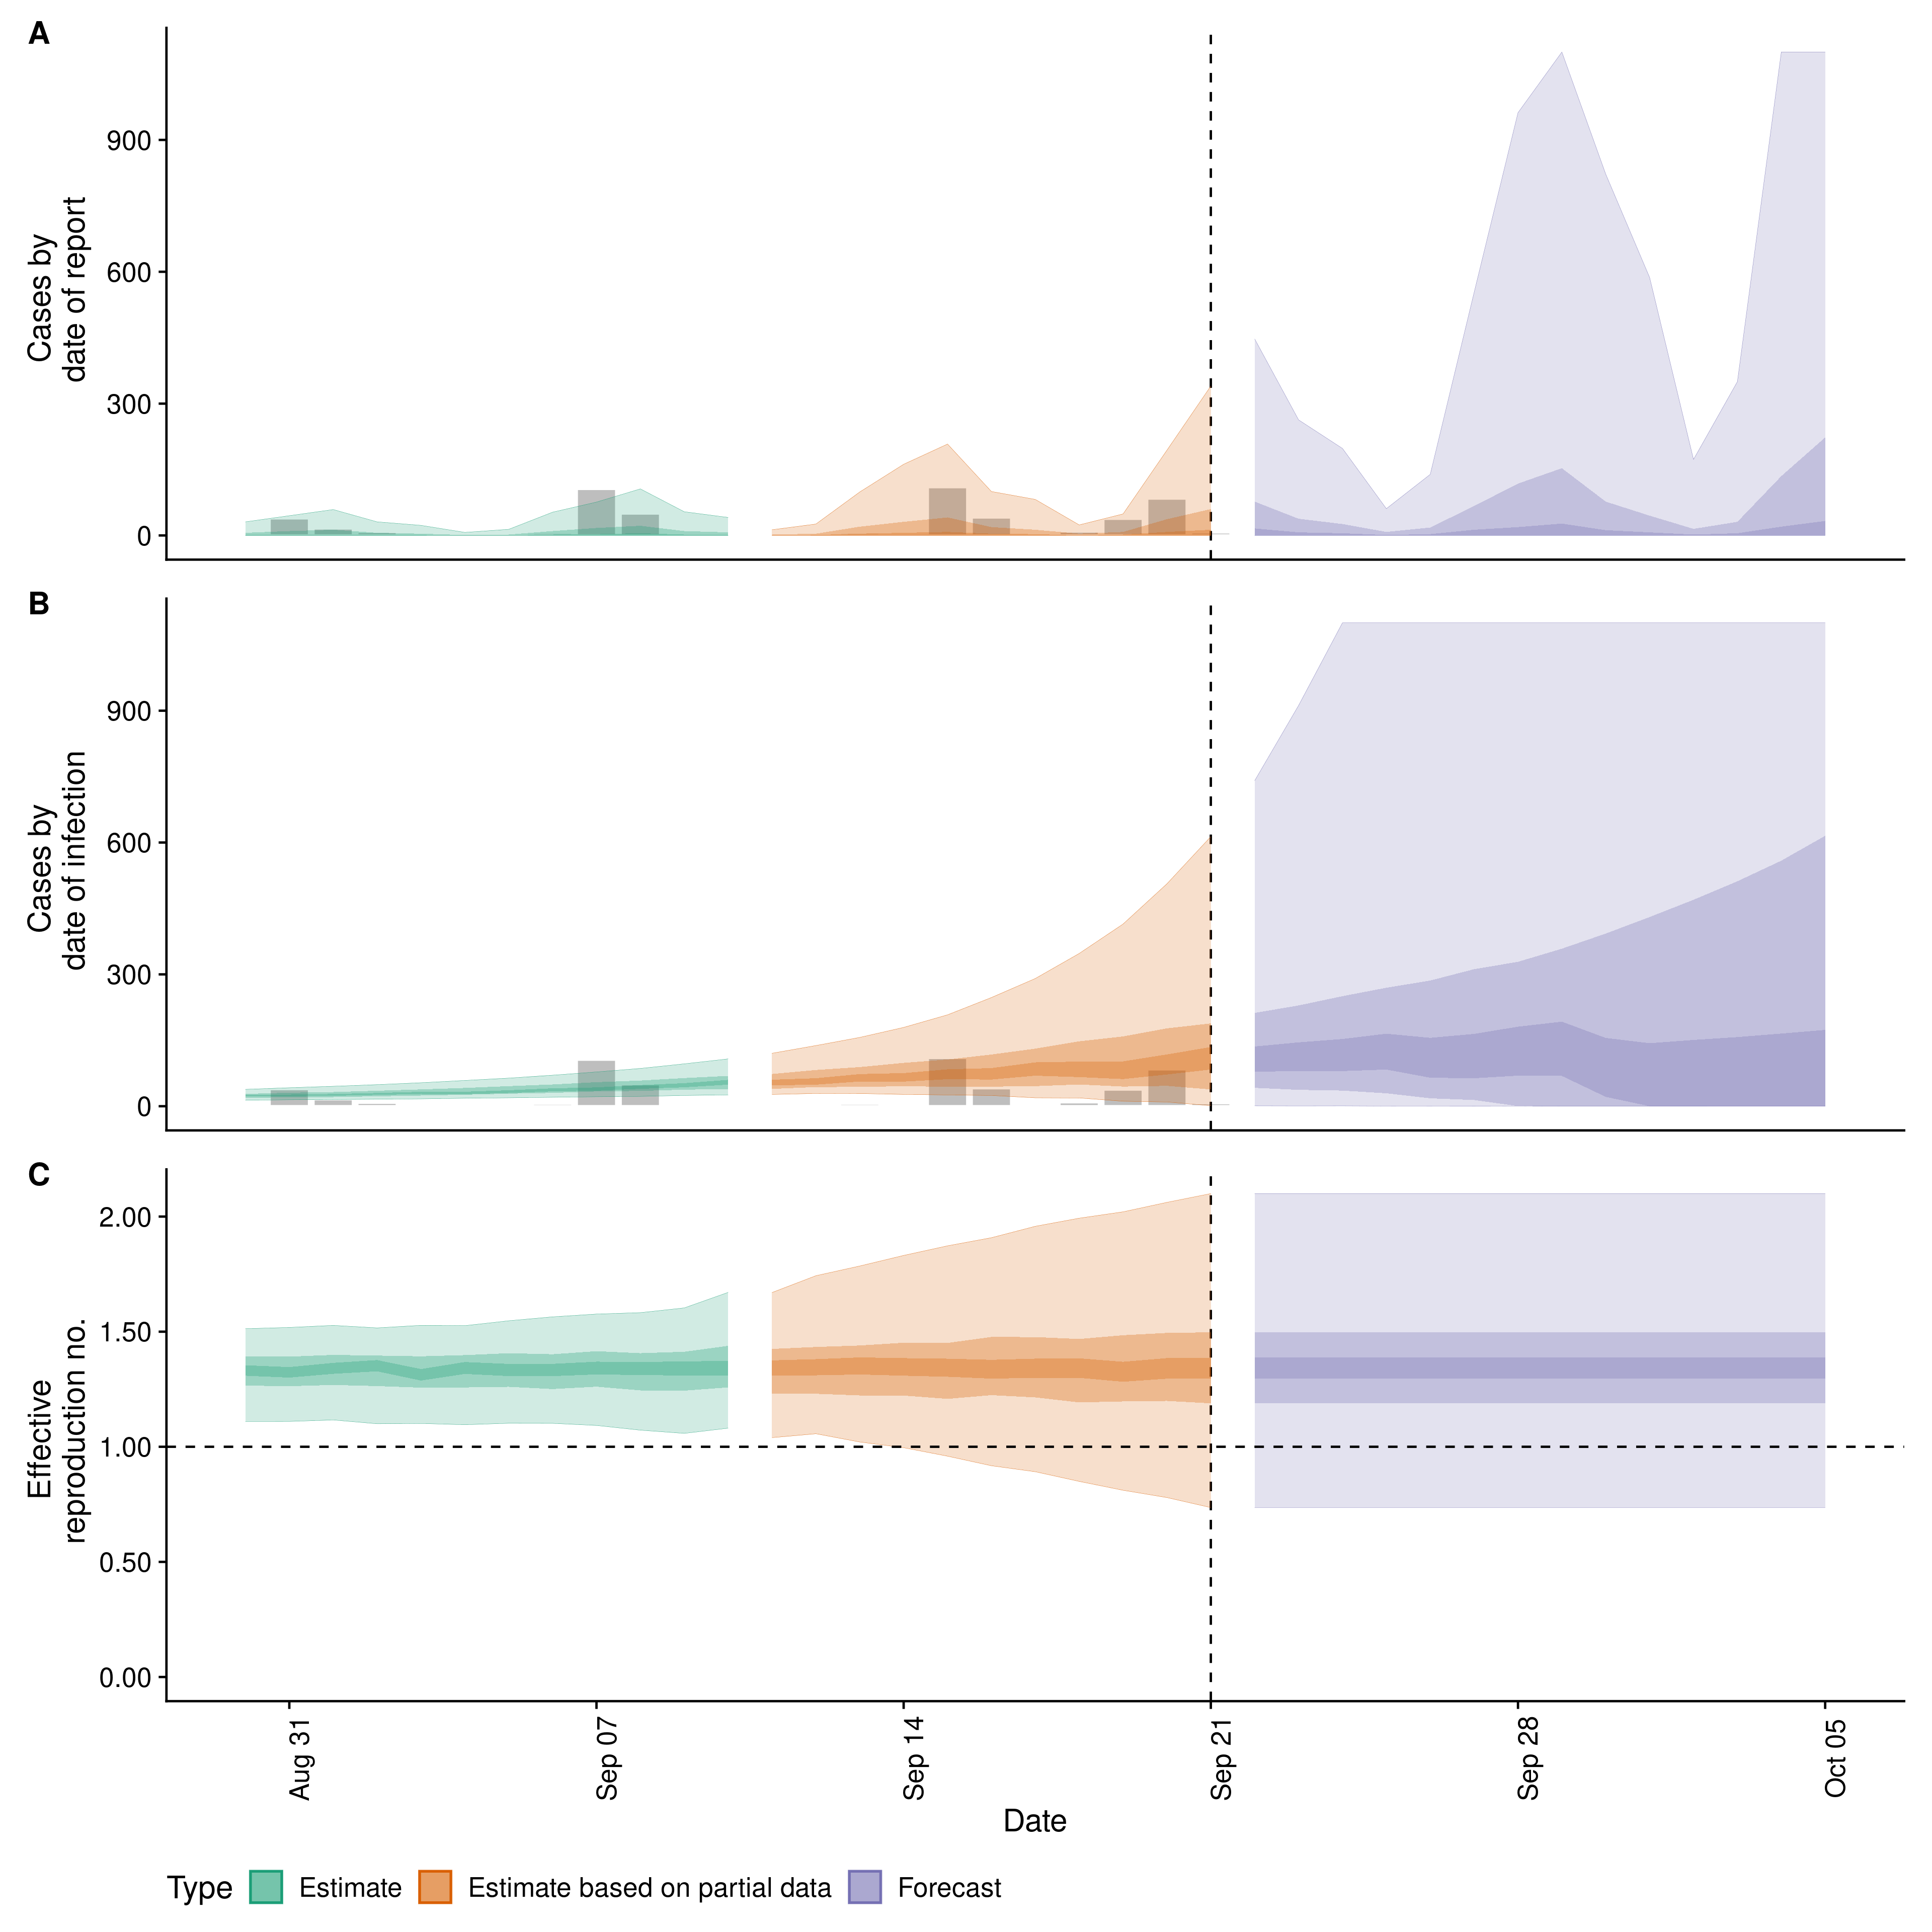 A
Cases by
date of report
900
600
300
0
B
Cases by
date of infection
900
600
300
0
C
Effective
reproduction no.
2.00
1.50
1.00
0.50
0.00
Aug 31
Sep 07
Sep 14
Sep 21
Sep 28
Oct 05
Date
Type Estimate Estimate based on partial data Forecast